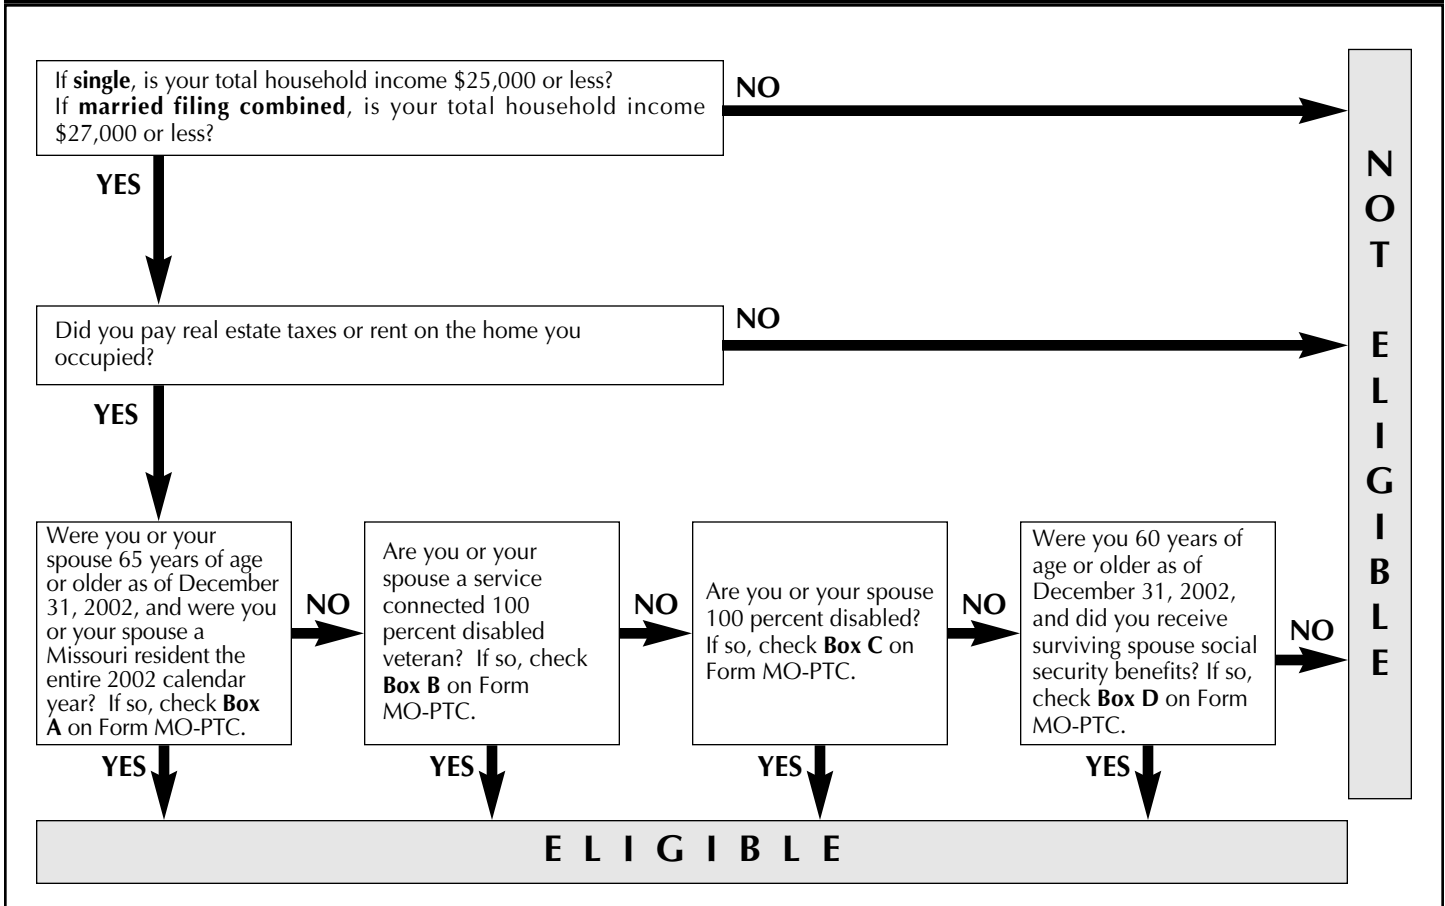 If single, is your total household income $25,000 or less?
If married filing combined, is your total household income
$27,000 or less?
NO
YES
Did you pay real estate taxes or rent on the home you
occupied?
NO
YES
Were you or your
spouse 65 years of age
or older as of December
31, 2002, and were you
or your spouse a
Missouri resident the
entire 2002 calendar
year? If so, check Box
A on Form MO-PTC.
NO
YES
Are you or your
spouse a service
connected 100
percent disabled
veteran? If so, check
Box B on Form
MO-PTC.
NO
YES
Are you or your spouse
100 percent disabled?
If so, check Box C on
Form MO-PTC.
NO
YES
Were you 60 years of
age or older as of
December 31, 2002,
and did you receive
surviving spouse social
security benefits? If so,
check Box D on Form
MO-PTC.
NO
YES
NOT ELIGIBLE
ELIGIBLE